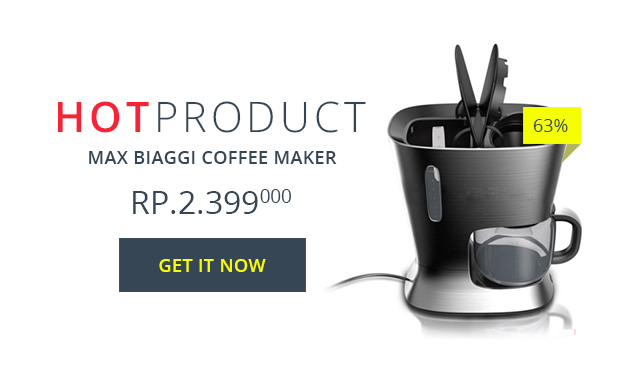 HOTPRODUCT
63%
MAX BIAGGI COFFEE MAKER
RP.2.399000
GET IT NOW